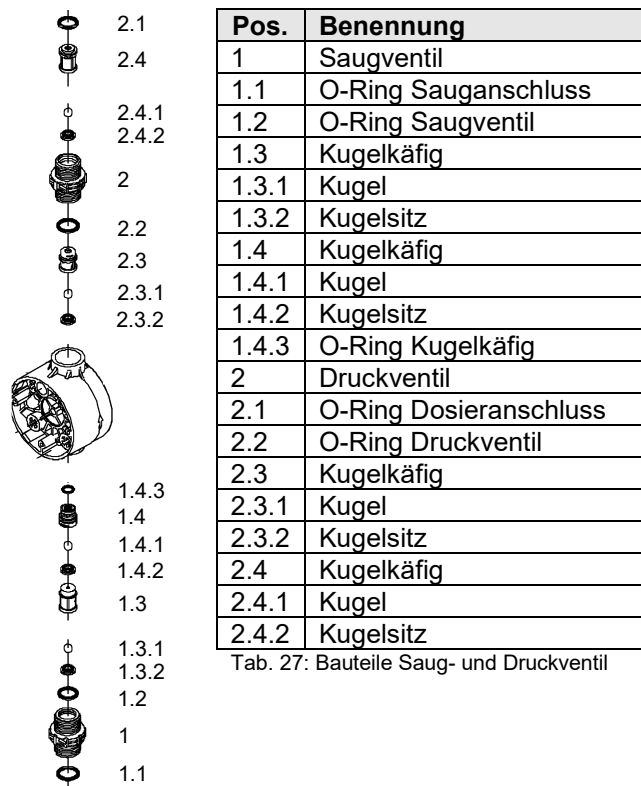 2.1
2.4
2.4.1
2.4.2
2
2.2
2.3
2.3.1
2.3.2
1.4.3
1.4
1.4.1
1.4.2
1.3
1.3.1
1.3.2
1.2
1
1.1
Pos. Benennung
1 Saugventil
1.1 O-Ring Sauganschluss
1.2 O-Ring Saugventil
1.3 Kugelkäfig
1.3.1 Kugel
1.3.2 Kugelsitz
1.4 Kugelkäfig
1.4.1 Kugel
1.4.2 Kugelsitz
1.4.3 O-Ring Kugelkäfig
2 Druckventil
2.1 O-Ring Dosieranschluss
2.2 O-Ring Druckventil
2.3 Kugelkäfig
2.3.1 Kugel
2.3.2 Kugelsitz
2.4 Kugelkäfig
2.4.1 Kugel
2.4.2 Kugelsitz
Tab. 27: Bauteile Saug- und Druckventil